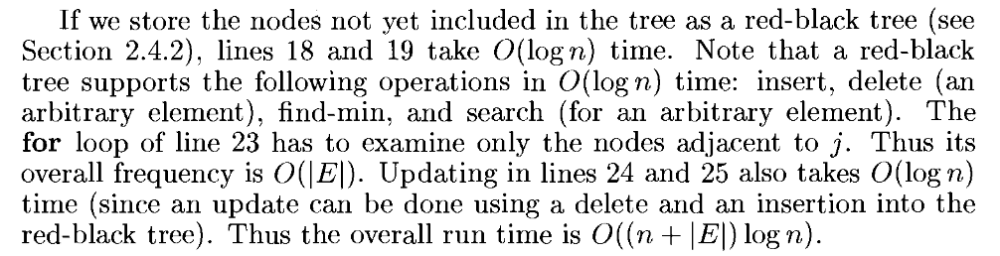 If we store the nodes not yet included in the tree as a red-black tree (see
Section 2.4.2), lines 18 and 19 take O(log n) time. Note that a red-black
tree supports the following operations in O(log n) time: insert, delete (an
arbitrary element), find-min, and search (for an arbitrary element). The
for loop of line 23 has to examine only the nodes adjacent to j. Thus its
overall frequency is O(|E|). Updating in lines 24 and 25 also takes O(log n)
time (since an update can be done using a delete and an insertion into the
red-black tree). Thus the overall run time is O((n + |E|) log n).